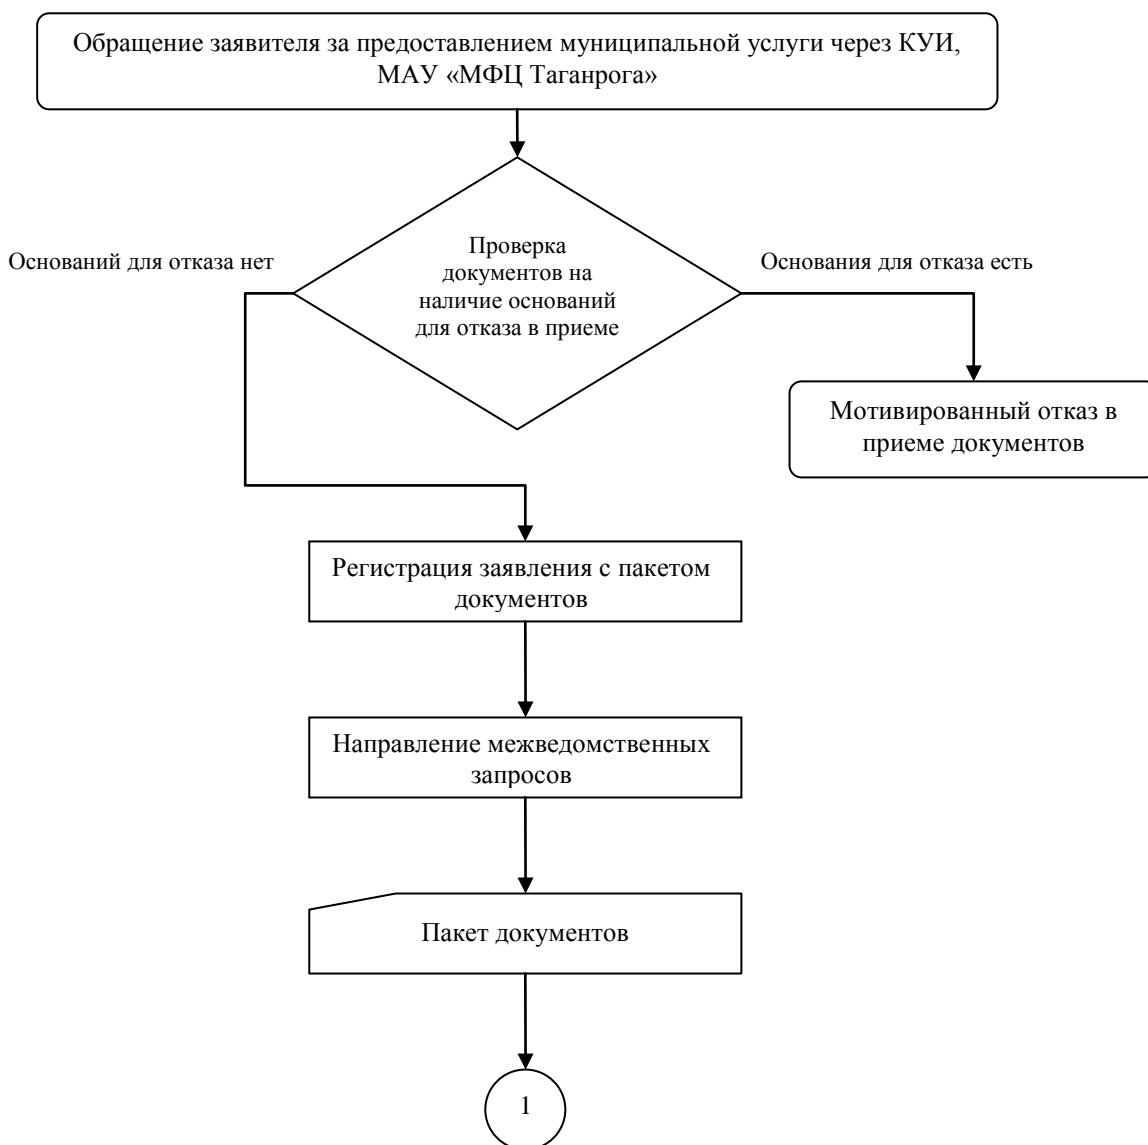 Обращение заявителя за предоставлением муниципальной услуги через КУИ,
МАУ «МФЦ Таганрога»
Проверка
документов на
наличие оснований
для отказа в приеме
Оснований для отказа нет
Основания для отказа есть
Мотивированный отказ в
приеме документов
Регистрация заявления с пакетом
документов
Направление межведомственных
запросов
Пакет документов
1